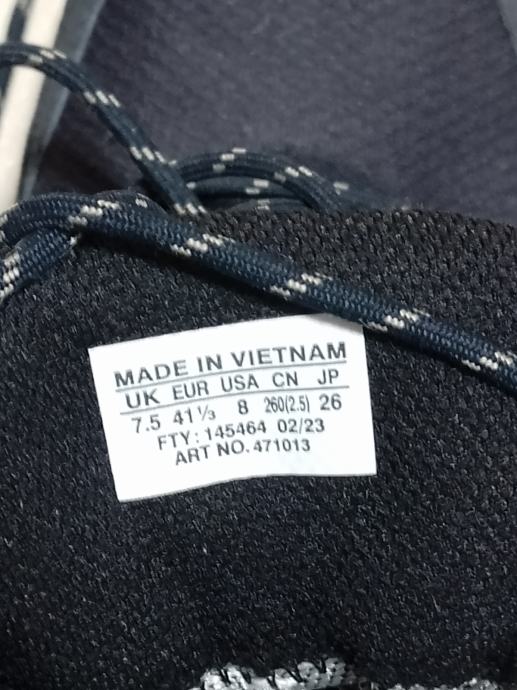 MADE IN VIETNAM
UK EUR USA CN JP
7.5 41⅓ 8 260(2.5) 26
FTY: 145464 02/23
ART NO. 471013